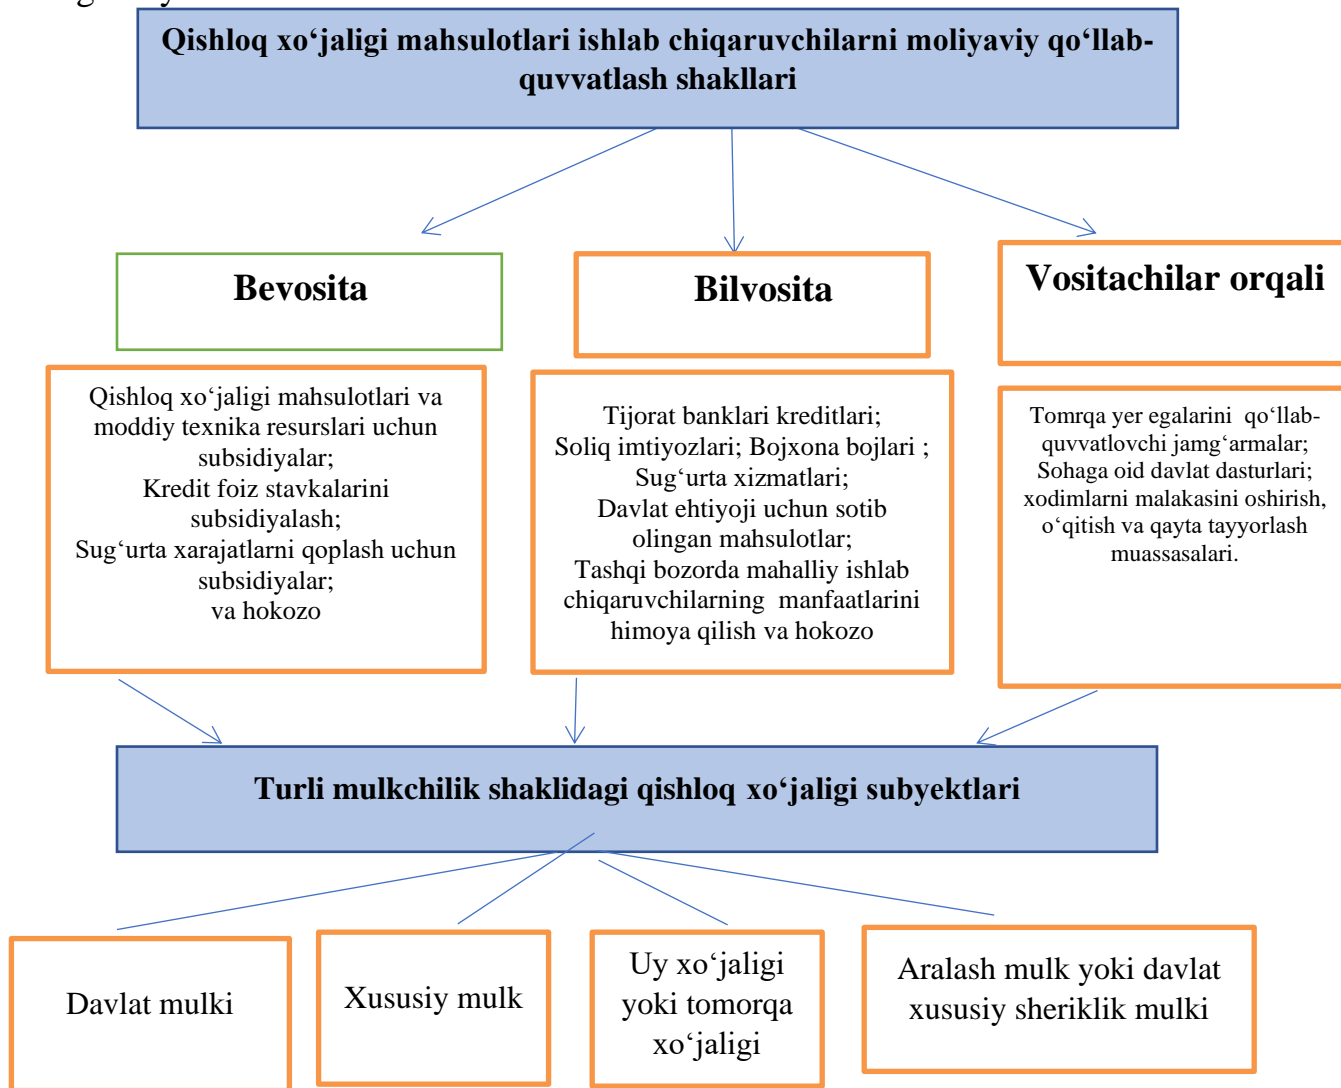 Qishloq xo‘jaligi mahsulotlari ishlab chiqaruvchilarni moliyaviy qo‘llab-
quvvatlash shakllari
Bevosita
Bilvosita
Vositachilar orqali
Qishloq xo‘jaligi mahsulotlari va
moddiy texnika resurslari uchun
subsidiyalar;
Kredit foiz stavkalarini
subsidiyalash;
Sug‘urta xarajatlarni qoplash uchun
subsidiyalar;
va hokozo
Tijorat banklari kreditlari;
Soliq imtiyozlari; Bojxona bojlari ;
Sug‘urta xizmatlari;
Davlat ehtiyoji uchun sotib
olingan mahsulotlar;
Tashqi bozorda mahalliy ishlab
chiqaruvchilarning manfaatlarini
himoya qilish va hokozo
Tomrqa yer egalarini qo‘llab-
quvvatlovchi jamg‘armalar;
Sohaga oid davlat dasturlari;
xodimlarni malakasini oshirish,
o‘qitish va qayta tayyorlash
muassasalari.
Turli mulkchilik shaklidagi qishloq xo‘jaligi subyektlari
Davlat mulki
Xususiy mulk
Uy xo‘jaligi
yoki tomorqa
xo‘jaligi
Aralash mulk yoki davlat
xususiy sheriklik mulki